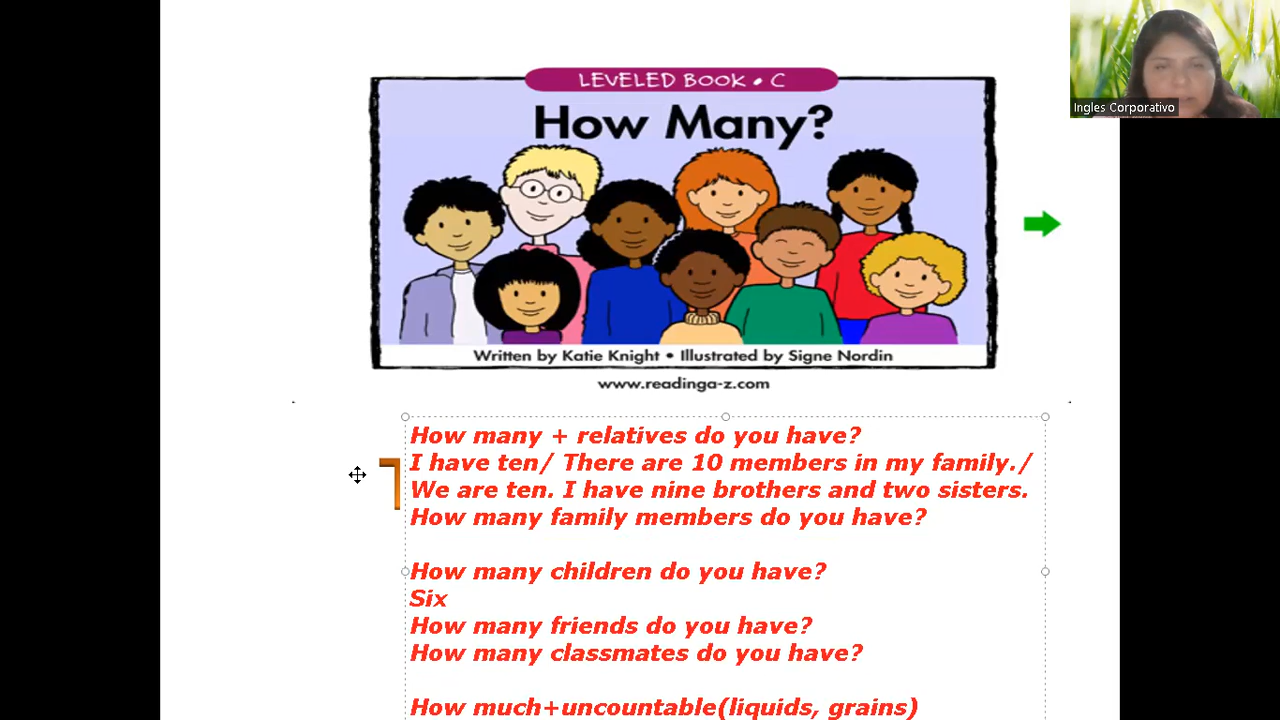 LEVELED BOOK • C
How Many?
Ingles Corporativo
Written by Katie Knight • Illustrated by Signe Nordin
www.readinga-z.com
How many + relatives do you have?
I have ten/ There are 10 members in my family./
We are ten. I have nine brothers and two sisters.
How many family members do you have?
How many children do you have?
Six
How many friends do you have?
How many classmates do you have?
How much+uncountable(liquids, grains)